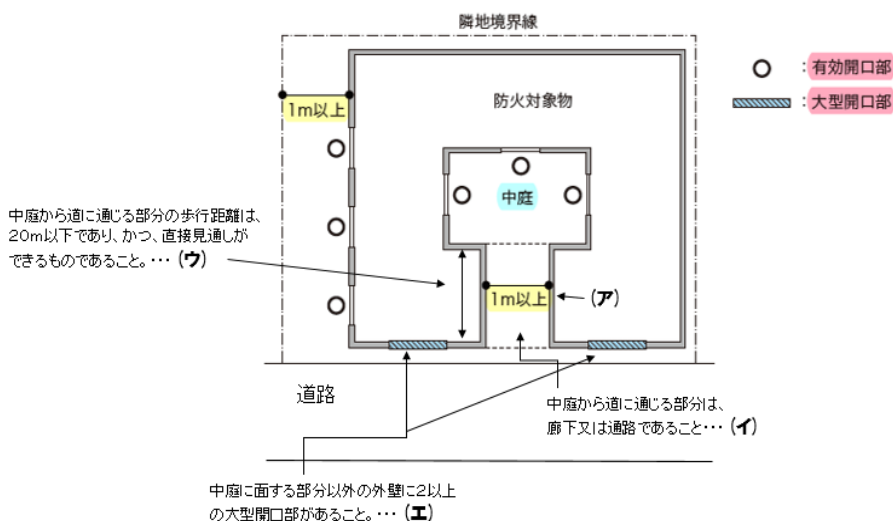 隣地境界線
：有効開口部
：大型開口部
防火対象物
1m以上
中庭
中庭から道に通じる部分の歩行距離は、
20m以下であり、かつ、直接見通しが
できるものであること。･･･ (ウ)
1m以上
(ア)
道路
中庭から道に通じる部分は、
廊下又は通路であること･･･ (イ)
中庭に面する部分以外の外壁に2以上
の大型開口部があること。･･･ (エ)